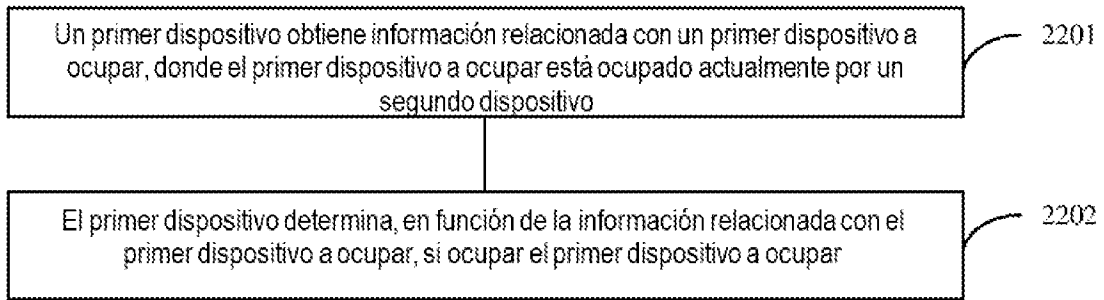 Un primer dispositivo obtiene información relacionada con un primer dispositivo a
ocupar, donde el primer dispositivo a ocupar está ocupado actualmente por un
segundo dispositivo
2201
El primer dispositivo determina, en función de la información relacionada con el
primer dispositivo a ocupar, si ocupar el primer dispositivo a ocupar
2202